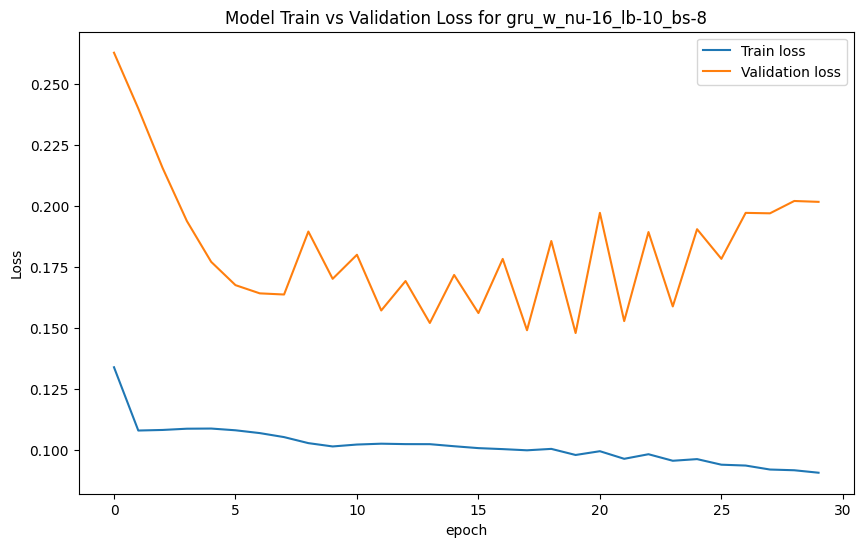 Model Train vs Validation Loss for gru_w_nu-16_lb-10_bs-8
Train loss
Validation loss
0.250
0.225
0.200
0.175
0.150
0.125
0.100
Loss
0 5 10 15 20 25 30
epoch